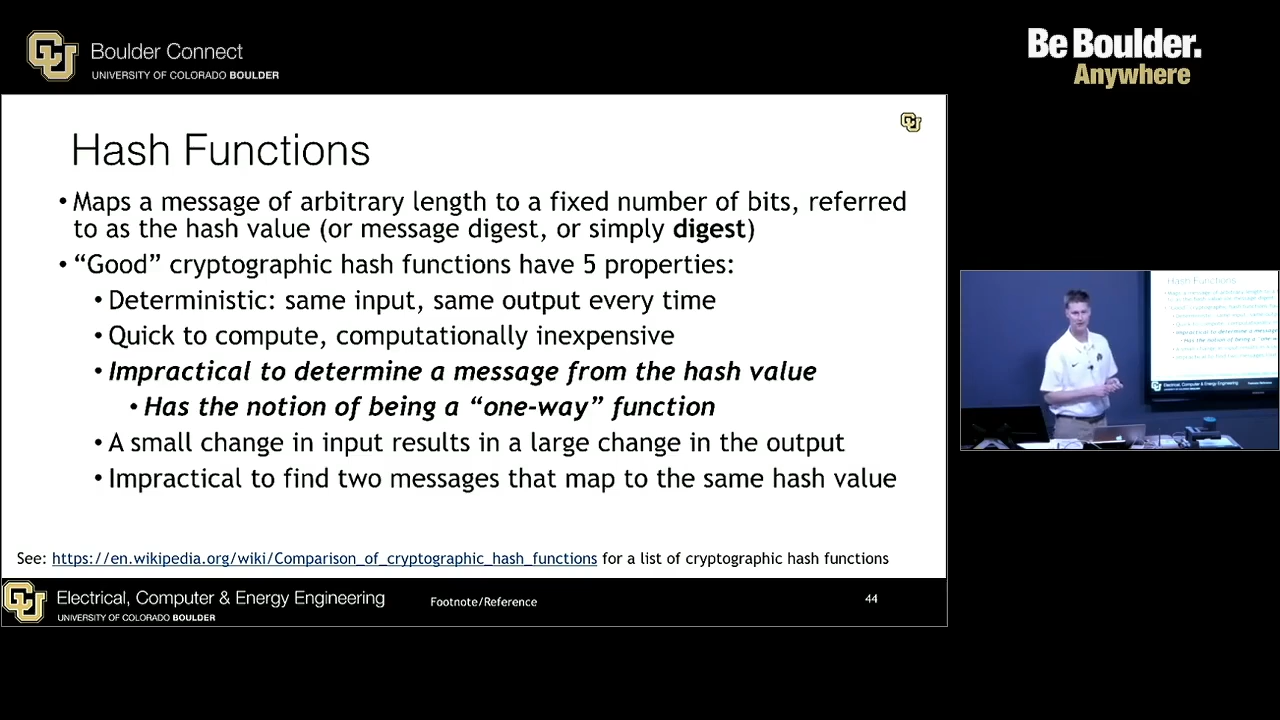 Boulder Connect
UNIVERSITY OF COLORADO BOULDER
Be Boulder.
Anywhere
Hash Functions
• Maps a message of arbitrary length to a fixed number of bits, referred
to as the hash value (or message digest, or simply digest)
• “Good” cryptographic hash functions have 5 properties:
• Deterministic: same input, same output every time
• Quick to compute, computationally inexpensive
• Impractical to determine a message from the hash value
• Has the notion of being a “one-way” function
• A small change in input results in a large change in the output
• Impractical to find two messages that map to the same hash value
See: https://en.wikipedia.org/wiki/Comparison_of_cryptographic_hash_functions for a list of cryptographic hash functions
Electrical, Computer & Energy Engineering
UNIVERSITY OF COLORADO BOULDER
Footnote/Reference
44
Hash Functions
Electrical, Computer & Energy Engineering